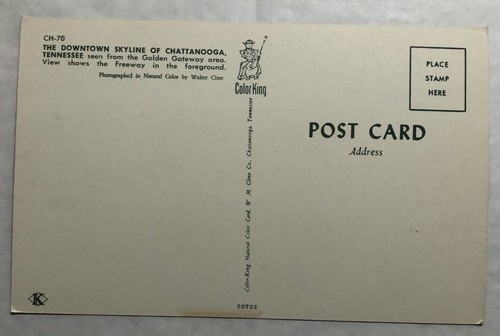 CH-70
THE DOWNTOWN SKYLINE OF CHATTANOOGA,
TENNESSEE seen from the Golden Gateway area.
View shows the Freeway in the foreground.
Photographed in Natural Color by Walter Cline
ColorKing
Color-King Natural Color Card, W. M. Cline Co., Chattanooga, Tennessee
PLACE
STAMP
HERE
POST CARD
Address
K
53722